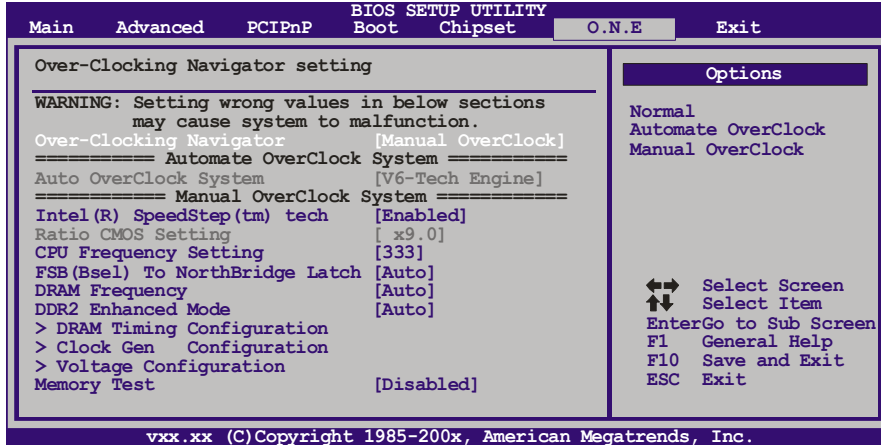 BIOS SETUP UTILITY
Main Advanced PCIPnP Boot Chipset O.N.E Exit
Over-Clocking Navigator setting
WARNING: Setting wrong values in below sections
may cause system to malfunction.
Over-Clocking Navigator [Manual OverClock]
=========== Automate OverClock System ===========
Auto OverClock System [V6-Tech Engine]
============ Manual OverClock System ============
Intel(R) SpeedStep(tm) tech [Enabled]
Ratio CMOS Setting [ x9.0]
CPU Frequency Setting [333]
FSB(Bsel) To NorthBridge Latch [Auto]
DRAM Frequency [Auto]
DDR2 Enhanced Mode [Auto]
> DRAM Timing Configuration
> Clock Gen Configuration
> Voltage Configuration
Memory Test [Disabled]
Options
Normal
Automate OverClock
Manual OverClock
Select Screen
Select Item
EnterGo to Sub Screen
F1 General Help
F10 Save and Exit
ESC Exit
vxx.xx (C)Copyright 1985-200x, American Megatrends, Inc.